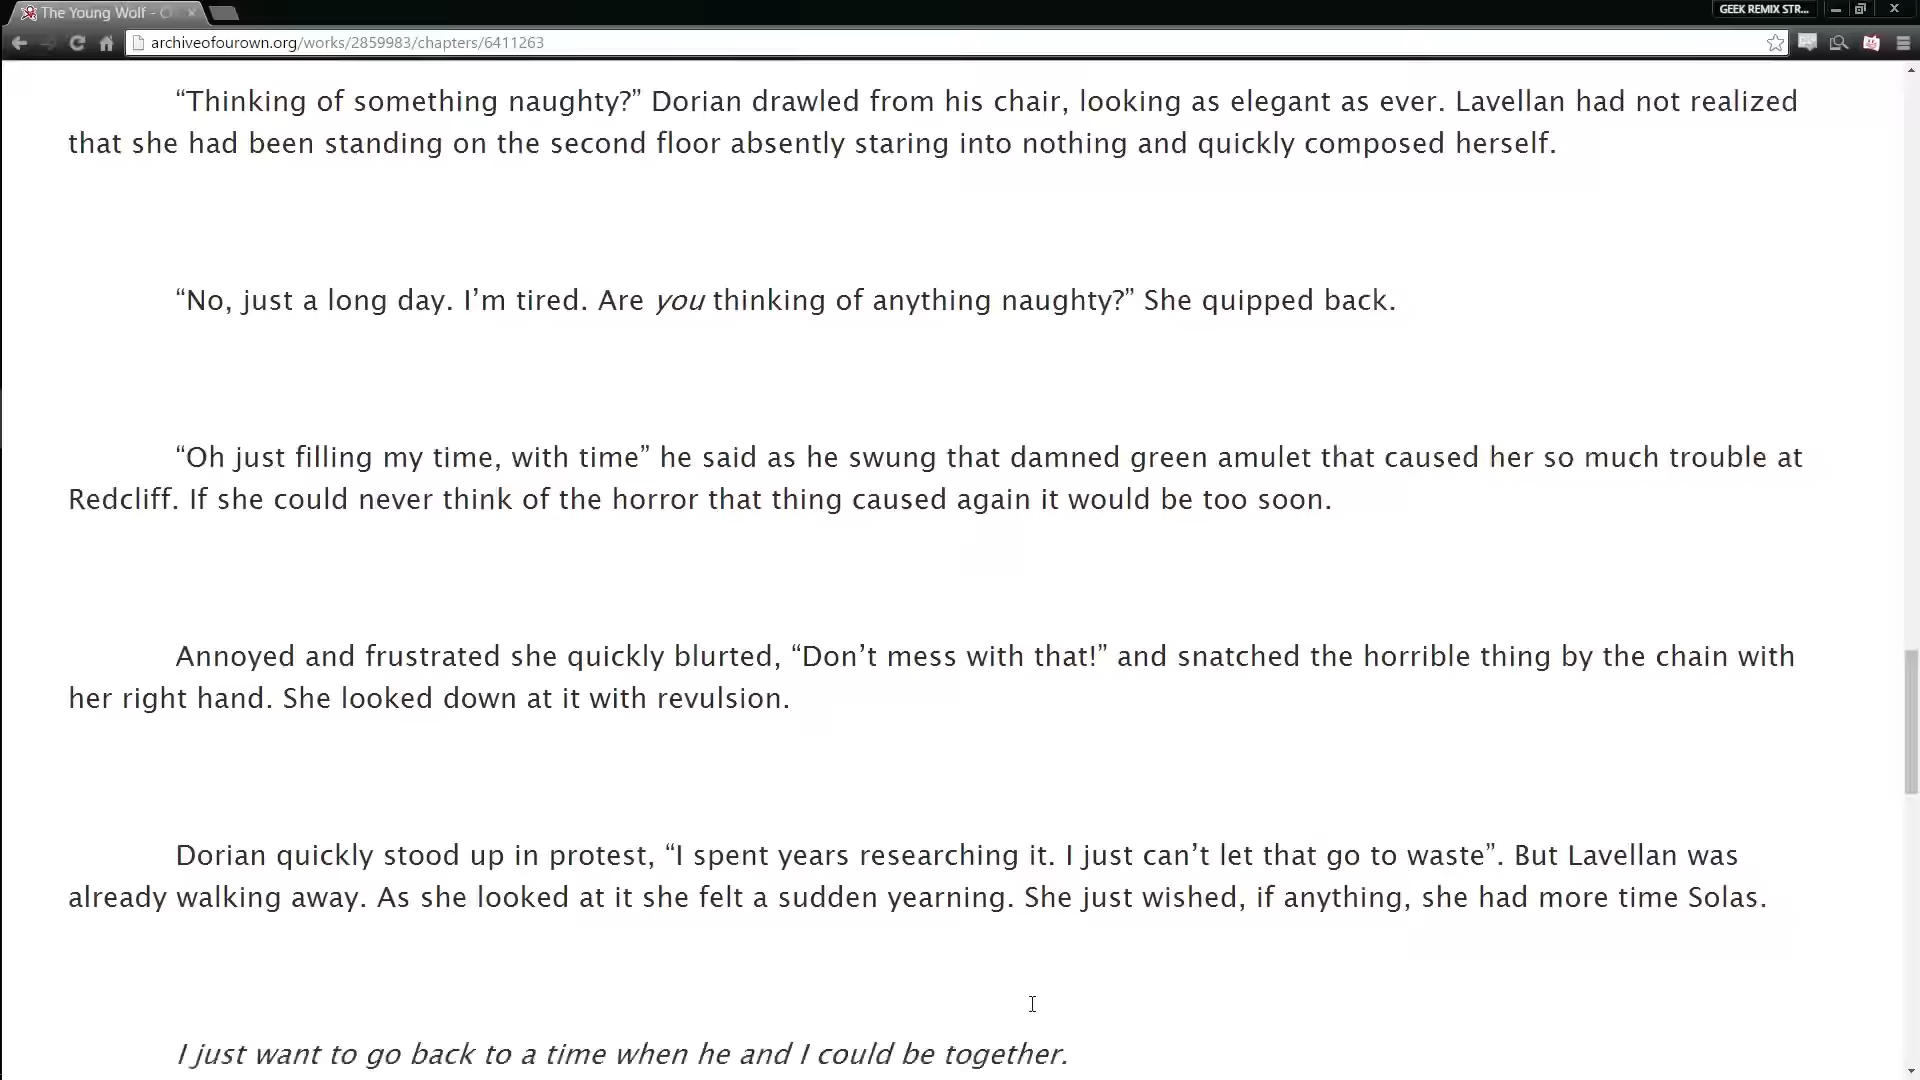 The Young Wolf -
GEEK REMIX STR...
archiveofourown.org/works/2859983/chapters/6411263
“Thinking of something naughty?” Dorian drawled from his chair, looking as elegant as ever. Lavellan had not realized
that she had been standing on the second floor absently staring into nothing and quickly composed herself.
“No, just a long day. I’m tired. Are you thinking of anything naughty?” She quipped back.
“Oh just filling my time, with time” he said as he swung that damned green amulet that caused her so much trouble at
Redcliff. If she could never think of the horror that thing caused again it would be too soon.
Annoyed and frustrated she quickly blurted, “Don’t mess with that!” and snatched the horrible thing by the chain with
her right hand. She looked down at it with revulsion.
Dorian quickly stood up in protest, “I spent years researching it. I just can’t let that go to waste”. But Lavellan was
already walking away. As she looked at it she felt a sudden yearning. She just wished, if anything, she had more time Solas.
I just want to go back to a time when he and I could be together.